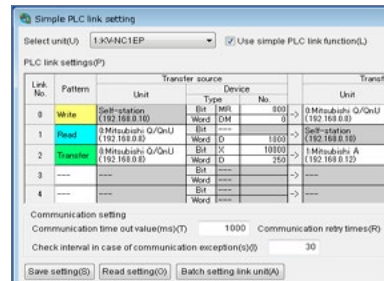 Simple PLC link setting
Select unit(U) 1:KV-NC1EP Use simple PLC link function(L)
PLC link settings(P)
Link No. Pattern Transfer source Transf
Unit Device Unit
Type No.
0 Write Self-station (192.168.0.10) Bit MR 800 -> 0:Mitsubishi Q/QnU (192.168.0.8)
Word DM 0
1 Read 0:Mitsubishi Q/QnU (192.168.0.8) Bit --- -> Self-station (192.168.0.10)
Word D 1000
2 Transfer 0:Mitsubishi Q/QnU (192.168.0.8) Bit X 10800 -> 1:Mitsubishi A (192.168.0.12)
Word D 250
3 --- --- Bit --- -> ---
Word ---
4 --- --- Bit --- -> ---
Word ---
Communication setting
Communication time out value(ms)(T) 1000 Communication retry times(R)
Check interval in case of communication exception(s)(I) 30
Save setting(S) Read setting(O) Batch setting link unit(A)